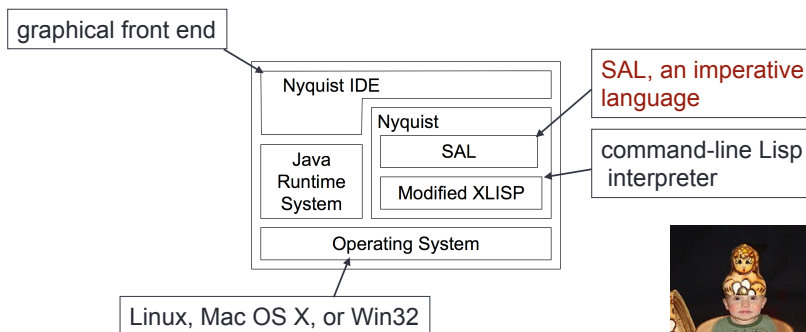 graphical front end
Nyquist IDE
SAL, an imperative
language
Nyquist
SAL
command-line Lisp
interpreter
Java
Runtime
System
Modified XLISP
Operating System
Linux, Mac OS X, or Win32